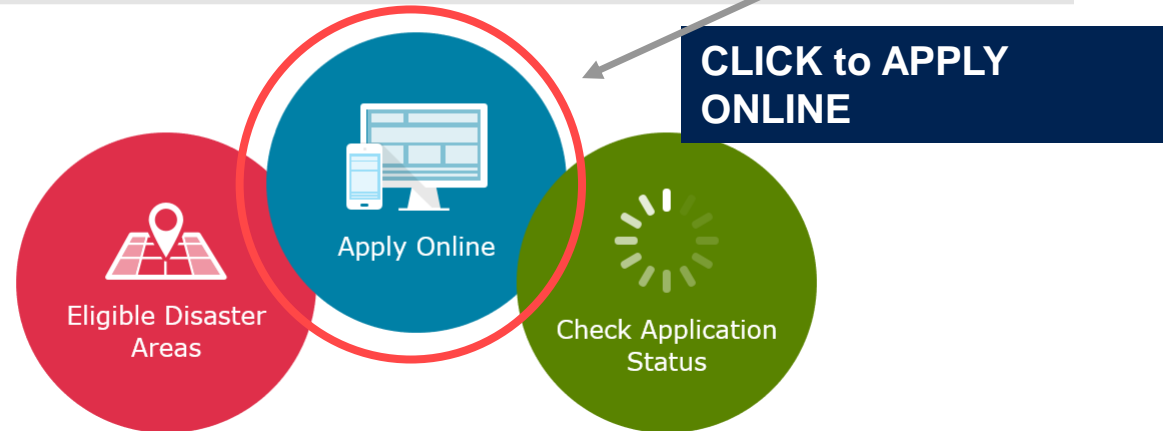 CLICK to APPLY
ONLINE
Apply Online
Eligible Disaster
Areas
Check Application
Status